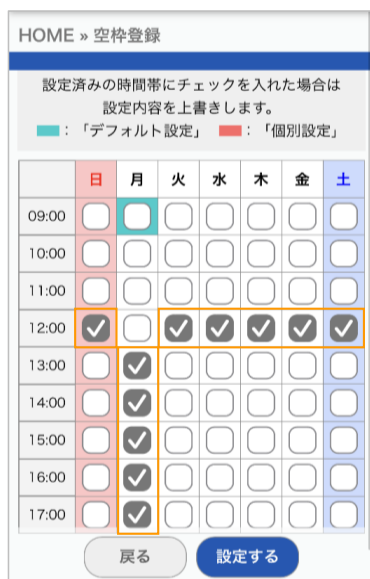 HOME » 空枠登録
設定済みの時間帯にチェックを入れた場合は
設定内容を上書きします。
：「デフォルト設定」 ：「個別設定」
日 月 火 水 木 金 土
09:00
10:00
11:00
12:00
13:00
14:00
15:00
16:00
17:00
戻る 設定する